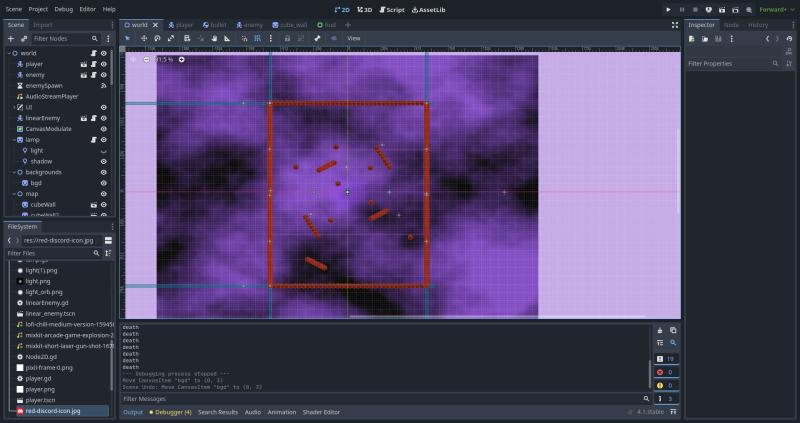 Scene Project Debug Editor Help
2D 3D Script AssetLib
Forward+
Scene Import
world player bullet enemy cube_wall hud
Inspector Node History
Filter Nodes
View
world
player
enemy
enemySpawn
AudioStreamPlayer
UI
linearEnemy
CanvasModulate
lamp
light
shadow
backgrounds
bgd
map
cubeWall
cubeWall2
Filter Properties
FileSystem
res://red-discord-icon.jpg
Filter Files
light(1).png
light.png
light_orb.png
linearEnemy.gd
linear_enemy.tscn
lofi-chill-medium-version-15945
mixkit-arcade-game-explosion-2
mixkit-short-laser-gun-shot-167
Node2D.gd
pixil-frame-0.png
player.gd
player.png
player.tscn
red-discord-icon.jpg
death
death
death
death
death
death
death
--- Debugging process stopped ---
Move CanvasItem "bgd" to (0, 3)
Scene Undo: Move CanvasItem "bgd" to (0, 3)
19
0
0
3
Filter Messages
Output Debugger (4) Search Results Audio Animation Shader Editor
4.1.stable